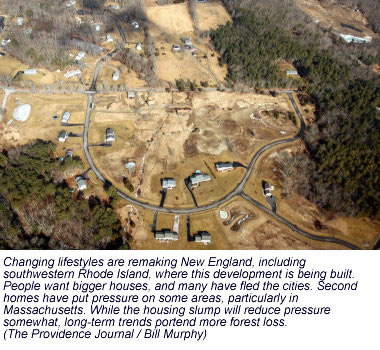 Changing lifestyles are remaking New England, including
southwestern Rhode Island, where this development is being built.
People want bigger houses, and many have fled the cities. Second
homes have put pressure on some areas, particularly in
Massachusetts. While the housing slump will reduce pressure
somewhat, long-term trends portend more forest loss.
(The Providence Journal / Bill Murphy)